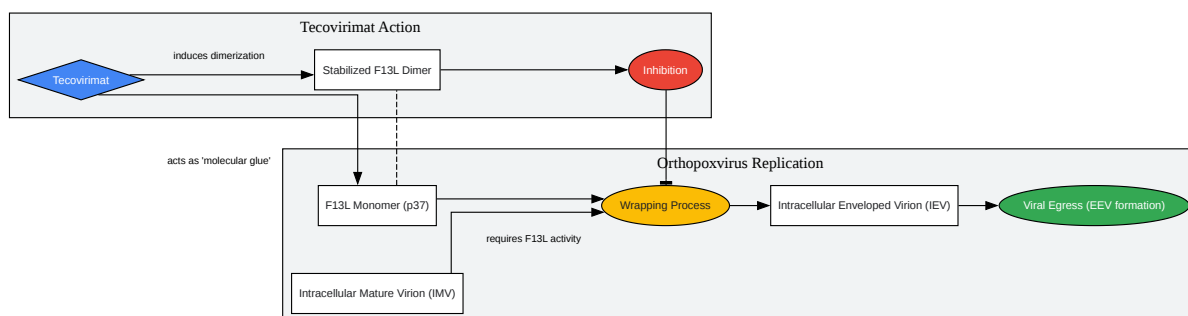 Tecovirimat Action
induces dimerization
Tecovirimat
Stabilized F13L Dimer
Inhibition
acts as 'molecular glue'
Orthopoxvirus Replication
F13L Monomer (p37)
Wrapping Process
Intracellular Enveloped Virion (IEV)
Viral Egress (EEV formation)
requires F13L activity
Intracellular Mature Virion (IMV)